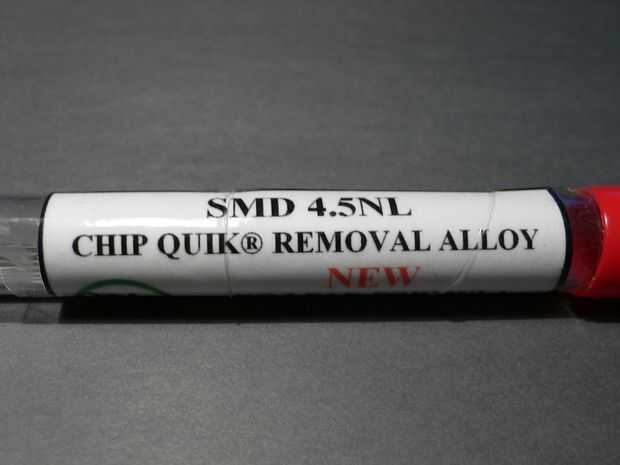 SMD 4.5NL
CHIP QUIK® REMOVAL ALLOY
NEW